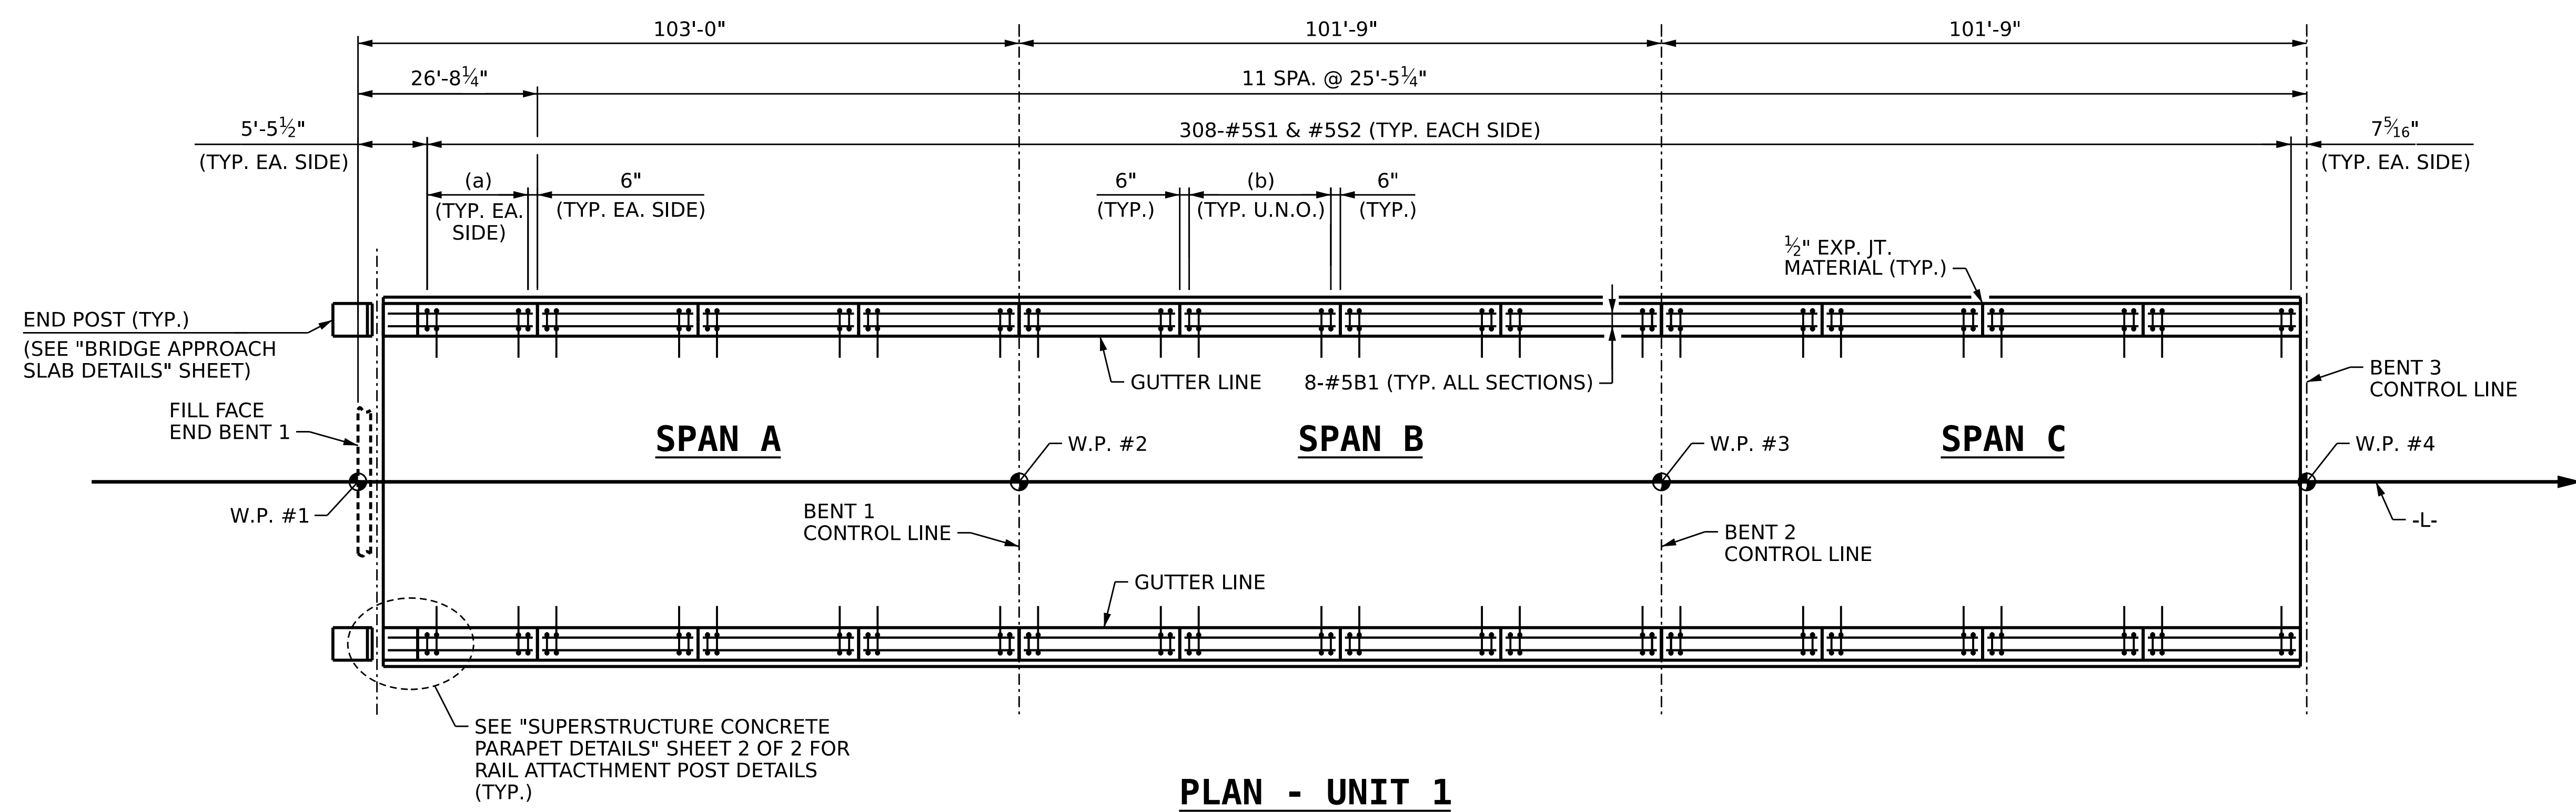 103'-0"
101'-9"
101'-9"
26'-8¼"
11 SPA. @ 25'-5¼"
5'-5½"
(TYP. EA. SIDE)
308-#5S1 & #5S2 (TYP. EACH SIDE)
7⁵⁄₁₆"
(TYP. EA. SIDE)
(a)
(TYP. EA.
SIDE)
6"
(TYP. EA. SIDE)
6"
(TYP.)
(b)
(TYP. U.N.O.)
6"
(TYP.)
½" EXP. JT.
MATERIAL (TYP.)
END POST (TYP.)
(SEE "BRIDGE APPROACH
SLAB DETAILS" SHEET)
GUTTER LINE
8-#5B1 (TYP. ALL SECTIONS)
BENT 3
CONTROL LINE
FILL FACE
END BENT 1
SPAN A
W.P. #2
SPAN B
W.P. #3
SPAN C
W.P. #4
W.P. #1
BENT 1
CONTROL LINE
BENT 2
CONTROL LINE
-L-
GUTTER LINE
SEE "SUPERSTRUCTURE CONCRETE
PARAPET DETAILS" SHEET 2 OF 2 FOR
RAIL ATTACTHMENT POST DETAILS
(TYP.)
PLAN - UNIT 1